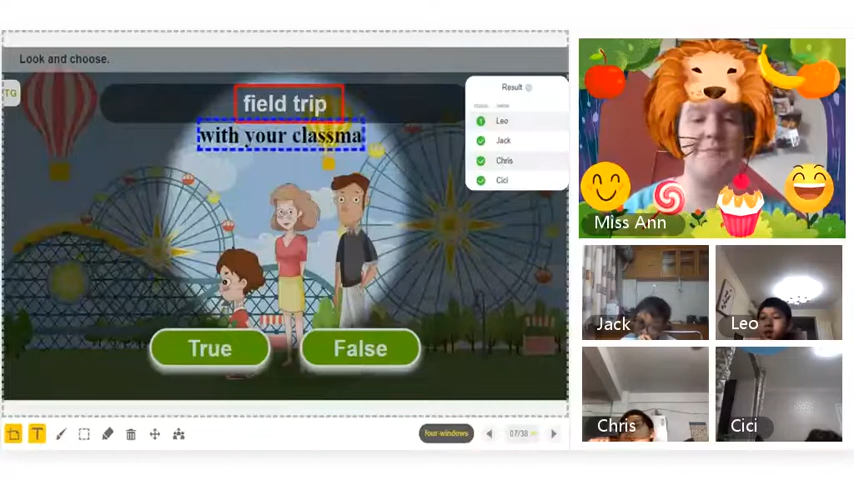 Look and choose.
TG
field trip
with your classma
Result
Leo
Jack
Chris
Cici
True
False
T
four-windows
07/38
Miss Ann
Jack
Leo
Chris
Cici